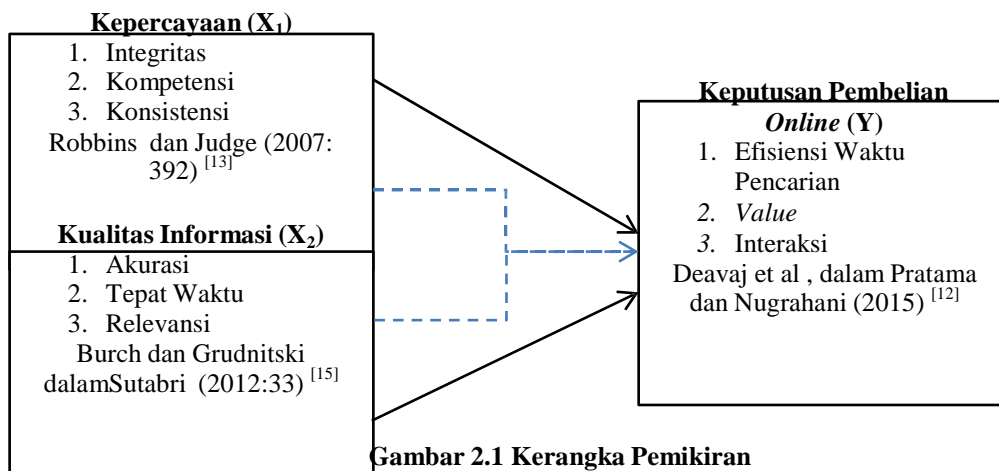 Kepercayaan (X₁)
1. Integritas
2. Kompetensi
3. Konsistensi
Robbins dan Judge (2007:
392) [13]
Kualitas Informasi (X₂)
1. Akurasi
2. Tepat Waktu
3. Relevansi
Burch dan Grudnitski
dalamSutabri (2012:33) [15]
Keputusan Pembelian
Online (Y)
1. Efisiensi Waktu
Pencarian
2. Value
3. Interaksi
Deavaj et al , dalam Pratama
dan Nugrahani (2015) [12]
Gambar 2.1 Kerangka Pemikiran